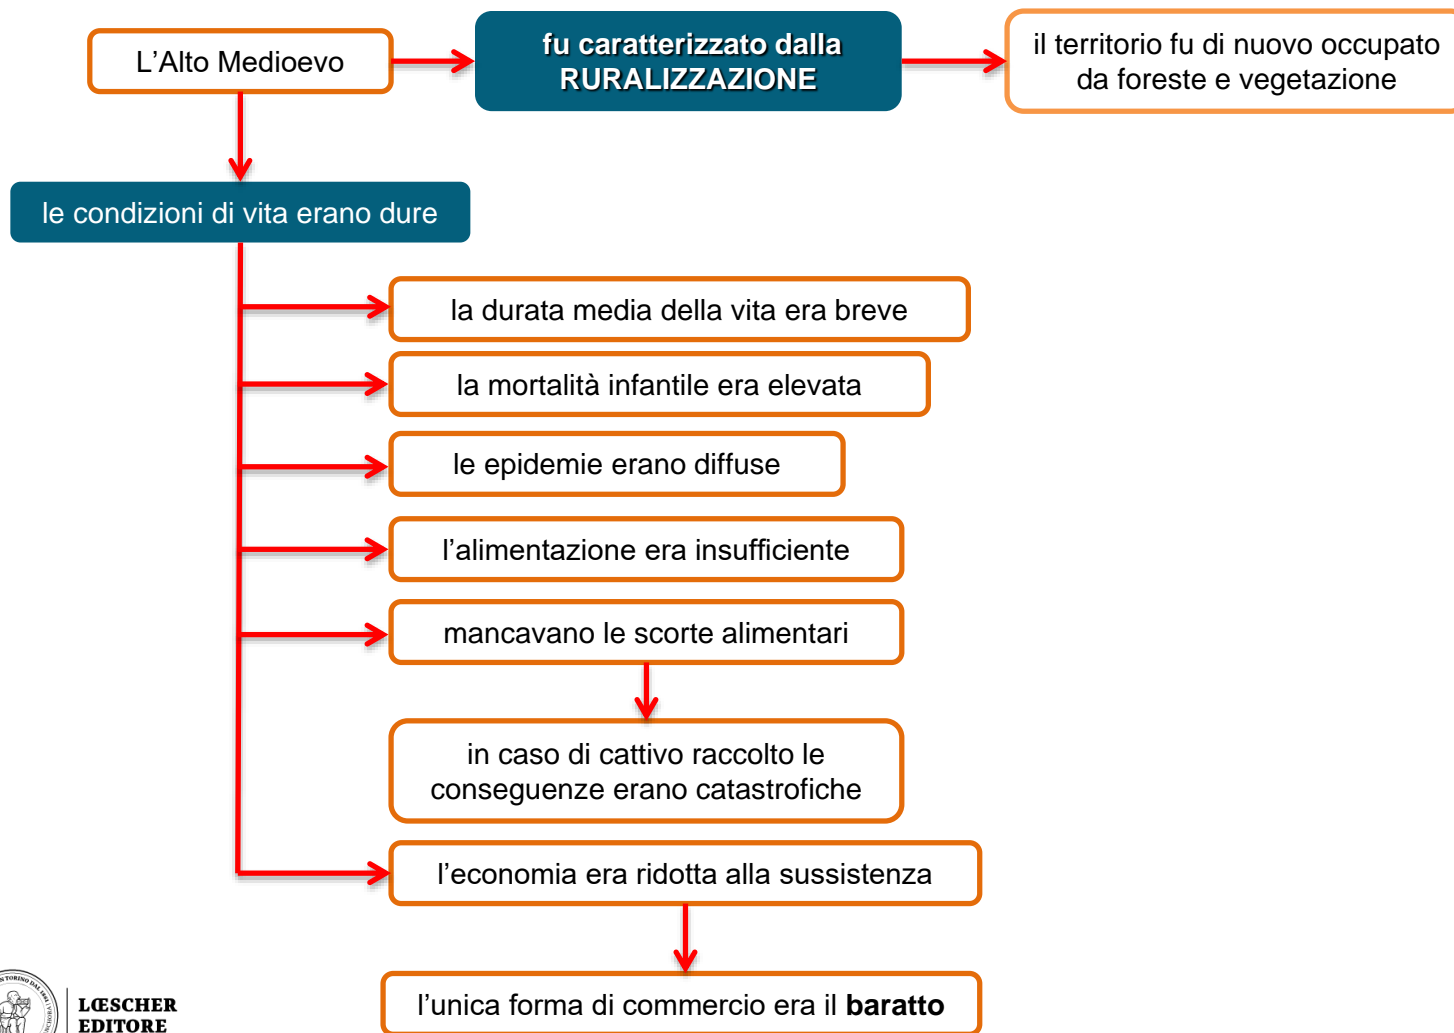 L’Alto Medioevo
fu caratterizzato dalla
RURALIZZAZIONE
il territorio fu di nuovo occupato
da foreste e vegetazione
le condizioni di vita erano dure
la durata media della vita era breve
la mortalità infantile era elevata
le epidemie erano diffuse
l’alimentazione era insufficiente
mancavano le scorte alimentari
in caso di cattivo raccolto le
conseguenze erano catastrofiche
l’economia era ridotta alla sussistenza
l’unica forma di commercio era il baratto
LŒSCHER
EDITORE